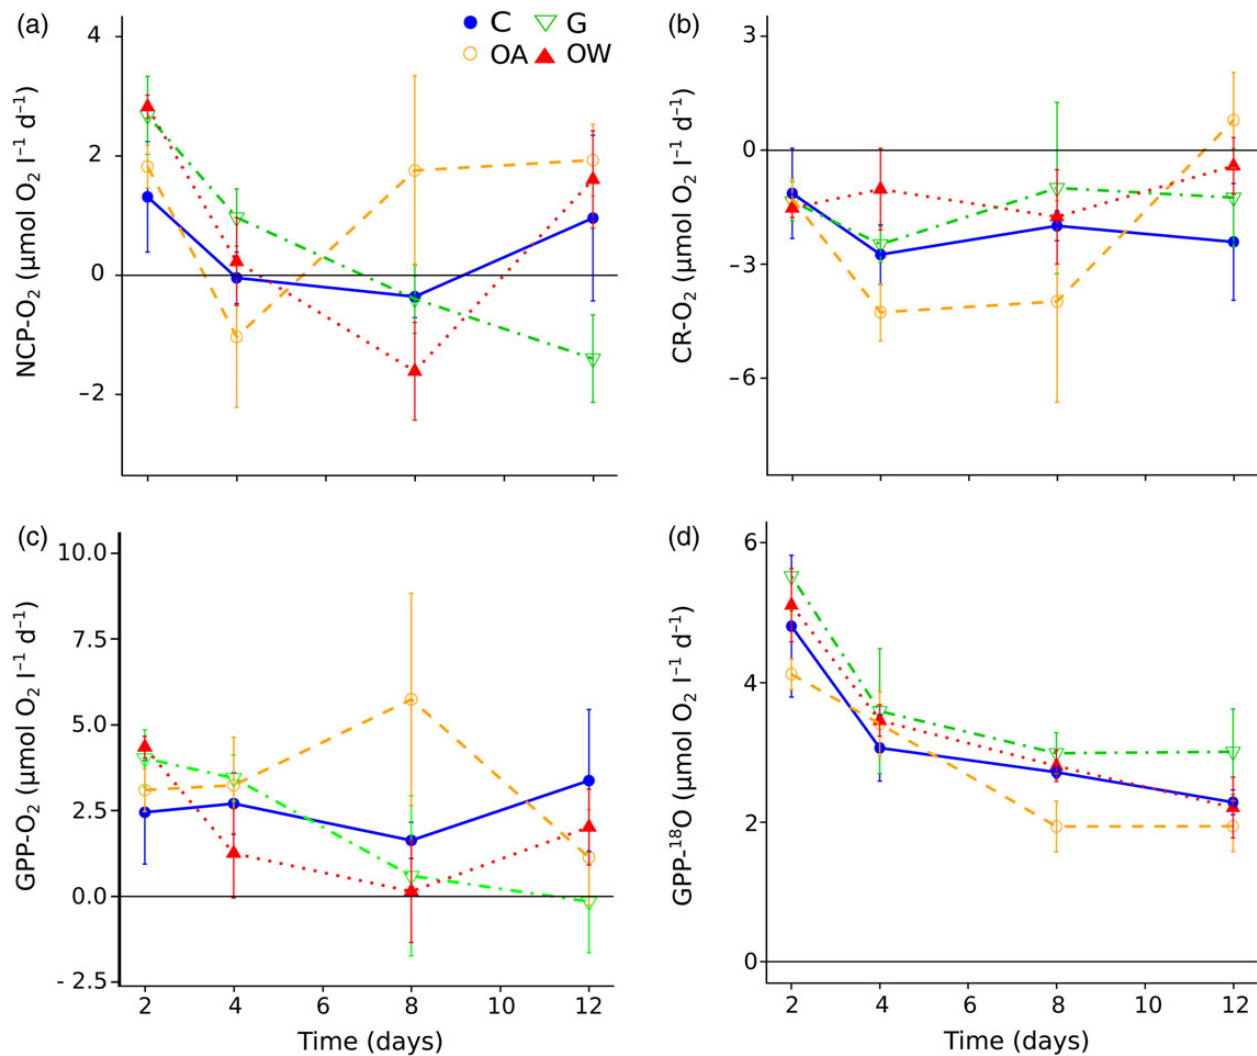 (a)
C
G
OA
OW
NCP-O₂ (µmol O₂ l⁻¹ d⁻¹)
4
2
0
–2
(b)
CR-O₂ (µmol O₂ l⁻¹ d⁻¹)
3
0
–3
–6
(c)
GPP-O₂ (µmol O₂ l⁻¹ d⁻¹)
10.0
7.5
5.0
2.5
0.0
- 2.5
2 4 6 8 10 12
Time (days)
(d)
GPP-¹⁸O (µmol O₂ l⁻¹ d⁻¹)
6
4
2
0
2 4 6 8 10 12
Time (days)